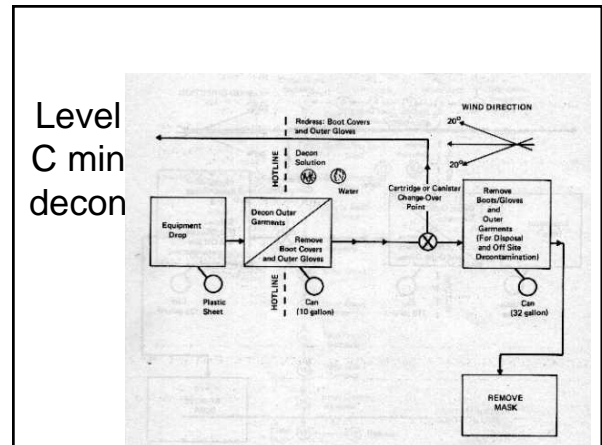 Level
C min
decon
WIND DIRECTION
20°
20°
Redress: Boot Covers
and Outer Gloves
HOTLINE
Decon
Solution
Water
Cartridge or Canister
Change-Over
Point
Equipment
Drop
Decon Outer
Garments
Remove
Boot Covers
and Outer Gloves
Remove
Boots/Gloves
and
Outer
Garments
(For Disposal
and Off Site
Decontamination)
Plastic
Sheet
HOTLINE
Can
(10 gallon)
Can
(32 gallon)
REMOVE
MASK